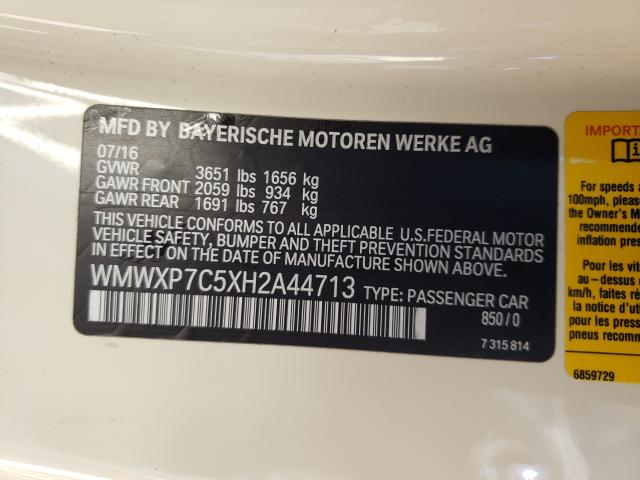 MFD BY BAYERISCHE MOTOREN WERKE AG
07/16
GVWR 3651 lbs 1656 kg
GAWR FRONT 2059 lbs 934 kg
GAWR REAR 1691 lbs 767 kg
THIS VEHICLE CONFORMS TO ALL APPLICABLE U.S.FEDERAL MOTOR
VEHICLE SAFETY, BUMPER AND THEFT PREVENTION STANDARDS
IN EFFECT ON THE DATE OF MANUFACTURE SHOWN ABOVE.
WMWXP7C5XH2A44713 TYPE: PASSENGER CAR
850/0
7 315 814
IMPORT
For speeds a
100mph, please
the Owner's M
recommende
inflation press
Pour les vit
au-dessus d
km/h, faites ré
la notice d'uti
les press
pneus recomm
6859729